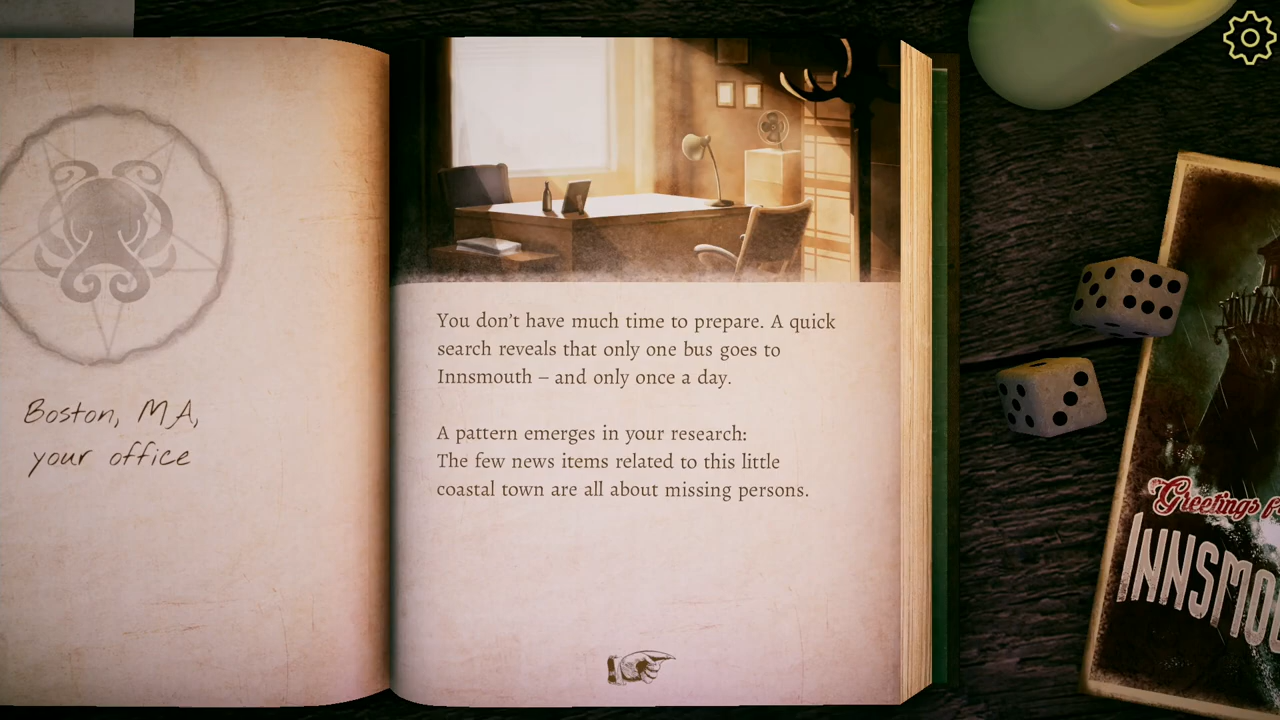 Boston, MA,
your office
You don't have much time to prepare. A quick
search reveals that only one bus goes to
Innsmouth – and only once a day.
A pattern emerges in your research:
The few news items related to this little
coastal town are all about missing persons.
Greetings